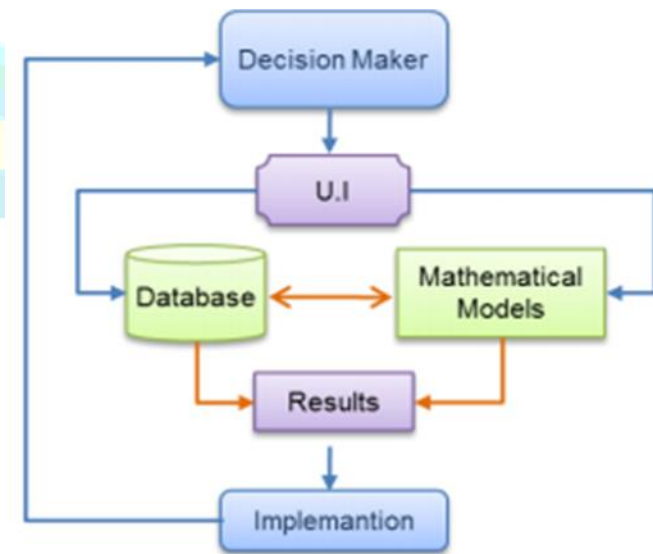 Decision Maker
U.I
Database
Mathematical
Models
Results
Implemantion